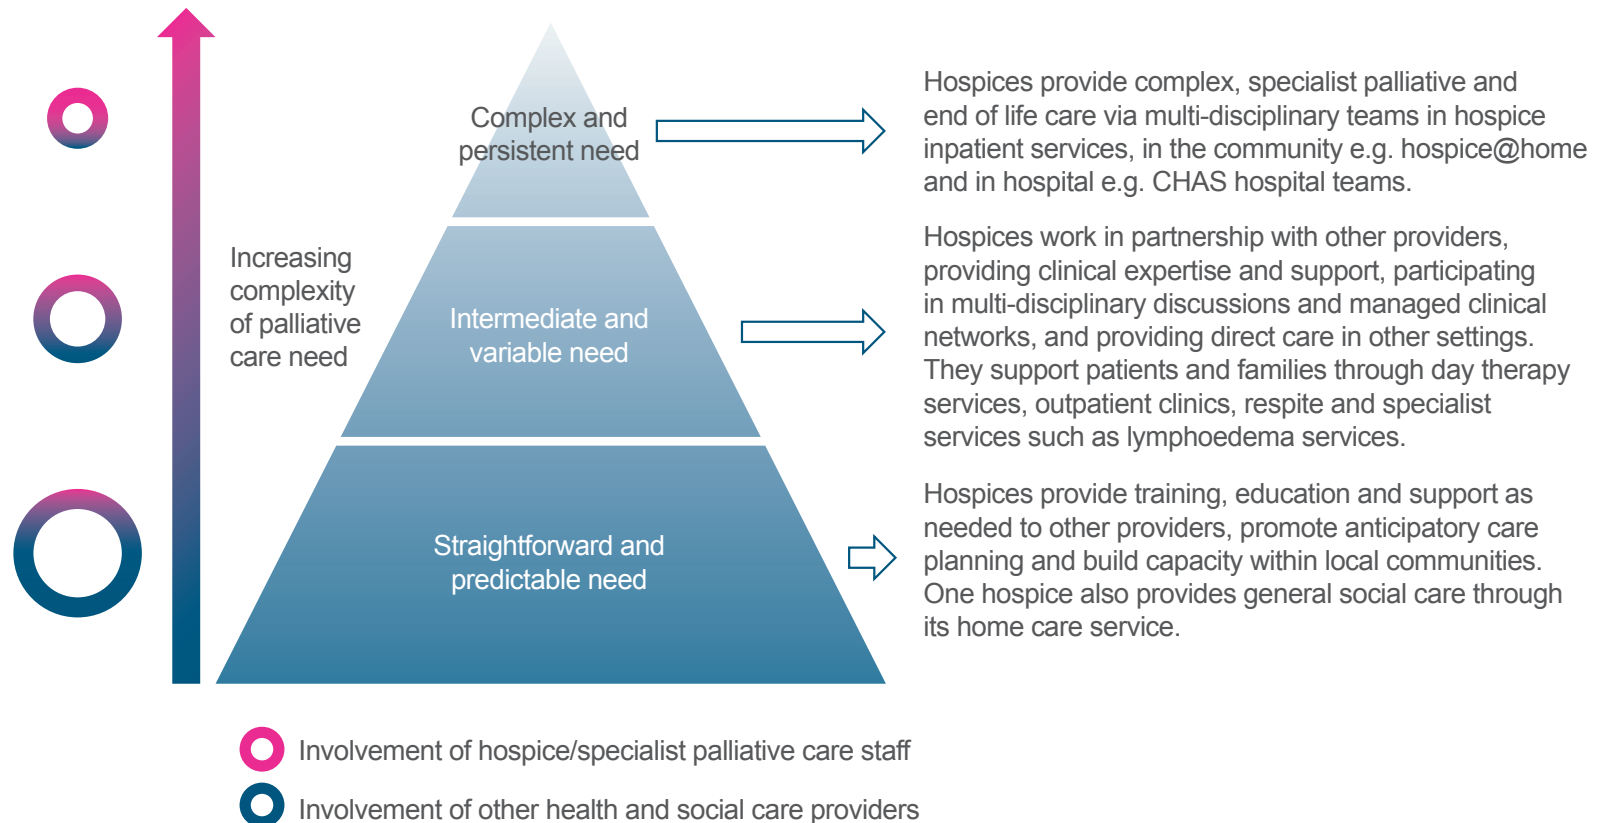 Complex and
persistent need
Hospices provide complex, specialist palliative and
end of life care via multi-disciplinary teams in hospice
inpatient services, in the community e.g. hospice@home
and in hospital e.g. CHAS hospital teams.
Increasing
complexity
of palliative
care need
Intermediate and
variable need
Hospices work in partnership with other providers,
providing clinical expertise and support, participating
in multi-disciplinary discussions and managed clinical
networks, and providing direct care in other settings.
They support patients and families through day therapy
services, outpatient clinics, respite and specialist
services such as lymphoedema services.
Straightforward and
predictable need
Hospices provide training, education and support as
needed to other providers, promote anticipatory care
planning and build capacity within local communities.
One hospice also provides general social care through
its home care service.
Involvement of hospice/specialist palliative care staff
Involvement of other health and social care providers